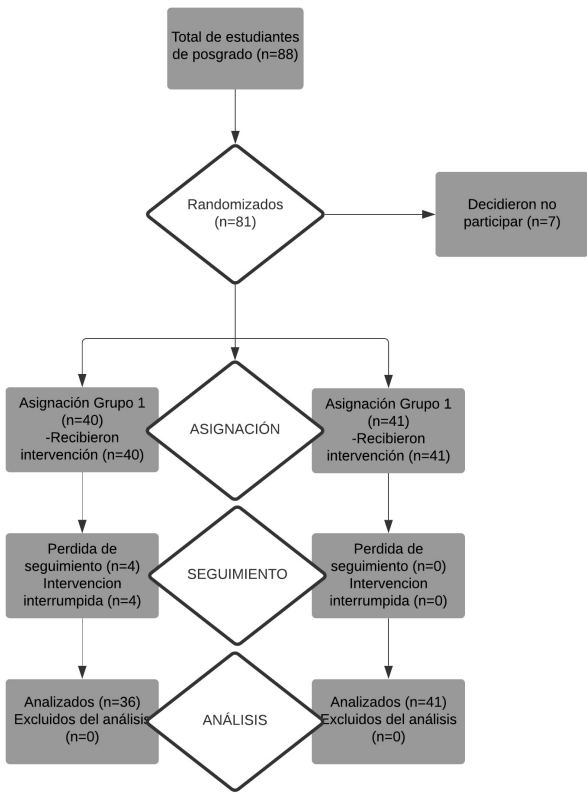 Total de estudiantes
de posgrado (n=88)
Randomizados
(n=81)
Decidieron no
participar (n=7)
Asignación Grupo 1
(n=40)
-Recibieron
intervención (n=40)
ASIGNACIÓN
Asignación Grupo 1
(n=41)
-Recibieron
intervención (n=41)
Perdida de
seguimiento (n=4)
Intervencion
interrumpida (n=4)
SEGUIMIENTO
Perdida de
seguimiento (n=0)
Intervencion
interrumpida (n=0)
Analizados (n=36)
Excluidos del análisis
(n=0)
ANÁLISIS
Analizados (n=41)
Excluidos del análisis
(n=0)